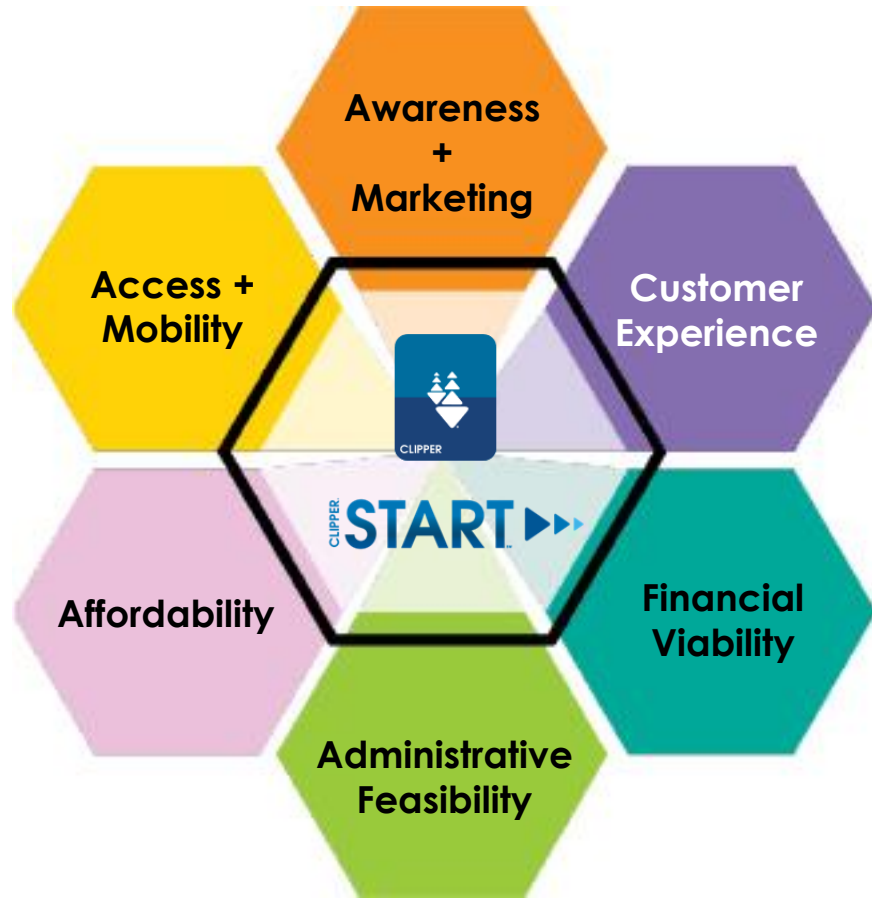 Awareness
+
Marketing
Access +
Mobility
Customer
Experience
CLIPPER
CLIPPER
START
Affordability
Financial
Viability
Administrative
Feasibility